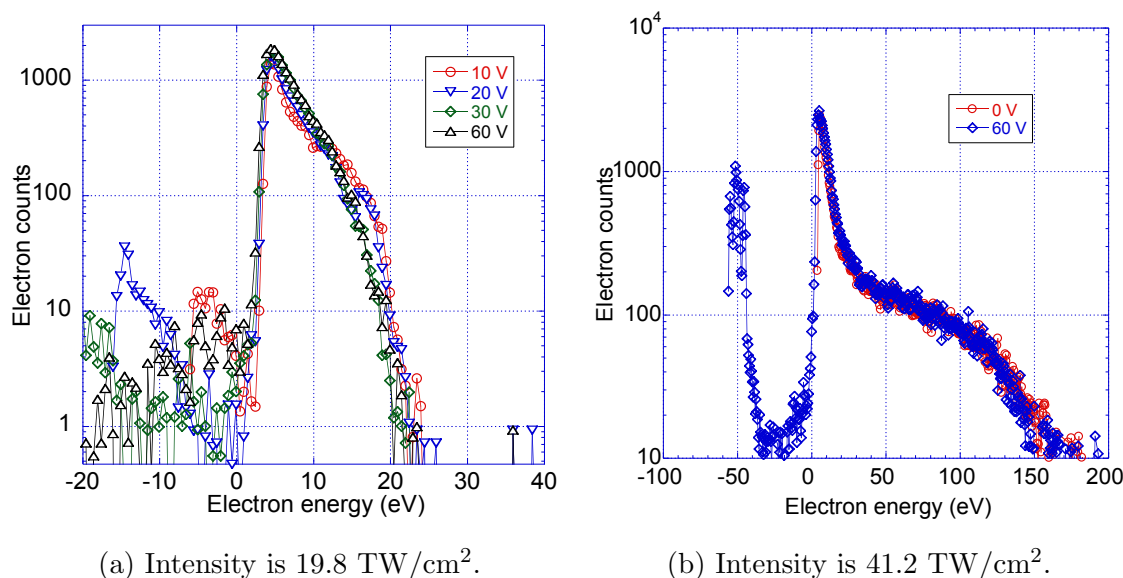 1000
100
10
1
Electron counts
-20
-10
0
10
20
30
40
Electron energy (eV)
10 V
20 V
30 V
60 V
(a) Intensity is 19.8 TW/cm².
10⁴
1000
100
10
Electron counts
-100
-50
0
50
100
150
200
Electron energy (eV)
0 V
60 V
(b) Intensity is 41.2 TW/cm².